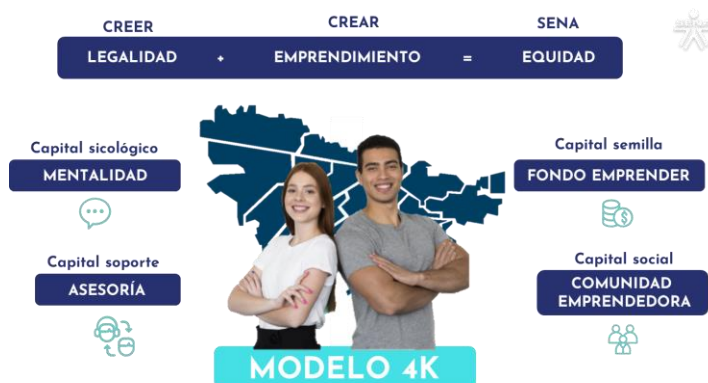 CREER CREAR SENA
LEGALIDAD + EMPRENDIMIENTO = EQUIDAD
SENA
Capital sicológico
MENTALIDAD
Capital semilla
FONDO EMPRENDER
Capital soporte
ASESORÍA
Capital social
COMUNIDAD
EMPRENDEDORA
MODELO 4K